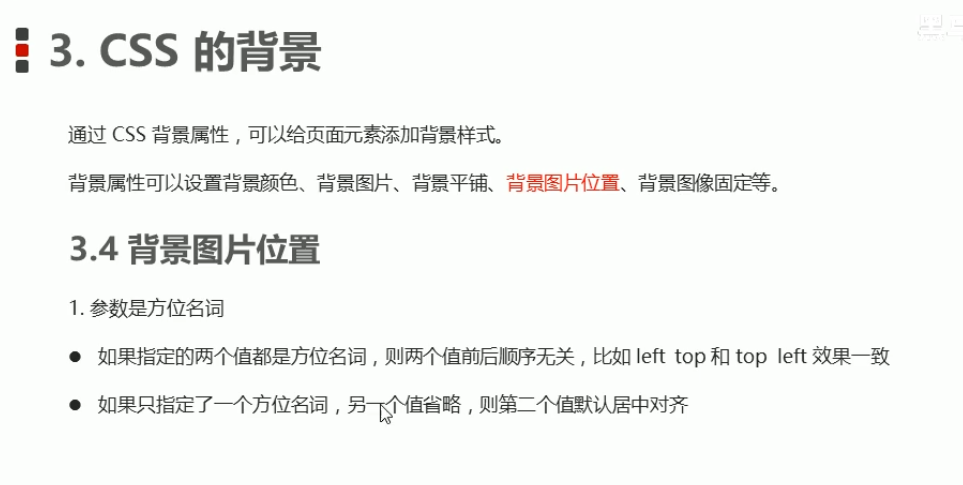 3. CSS 的背景
通过 CSS 背景属性，可以给页面元素添加背景样式。
背景属性可以设置背景颜色、背景图片、背景平铺、背景图片位置、背景图像固定等。
3.4 背景图片位置
1. 参数是方位名词
● 如果指定的两个值都是方位名词，则两个值前后顺序无关，比如 left top 和 top left 效果一致
● 如果只指定了一个方位名词，另一个值省略，则第二个值默认居中对齐